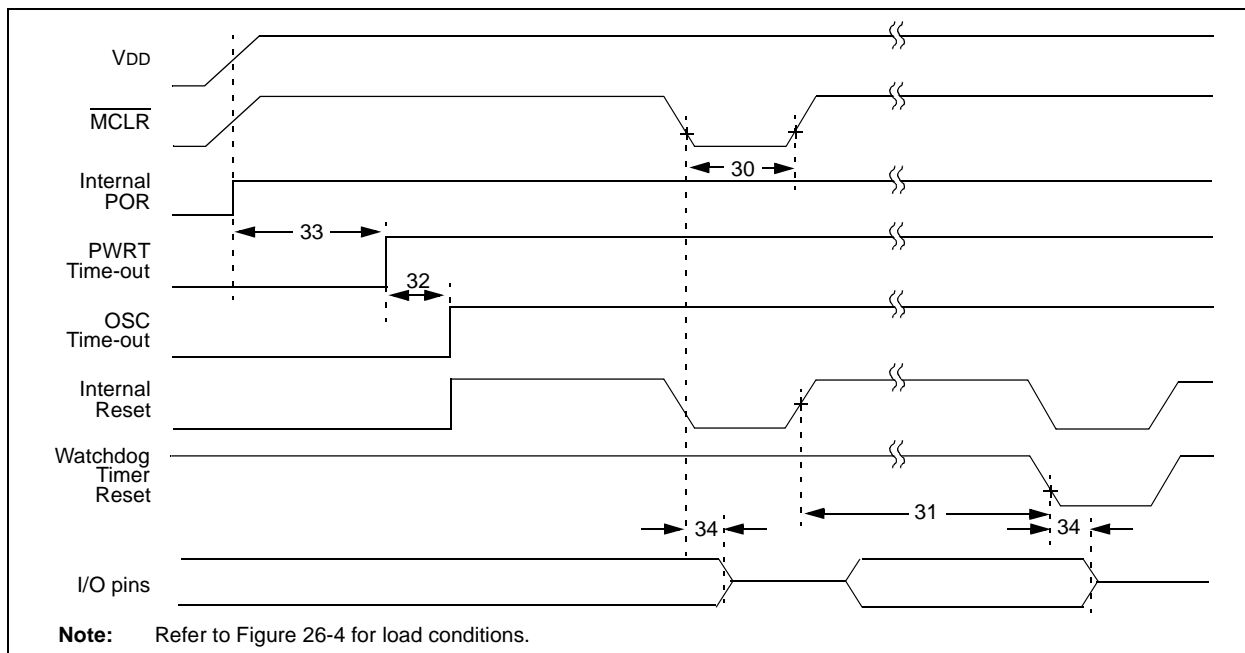 VDD
MCLR
30
Internal
POR
33
PWRT
Time-out
32
OSC
Time-out
Internal
Reset
Watchdog
Timer
Reset
31
34
34
I/O pins
Note: Refer to Figure 26-4 for load conditions.